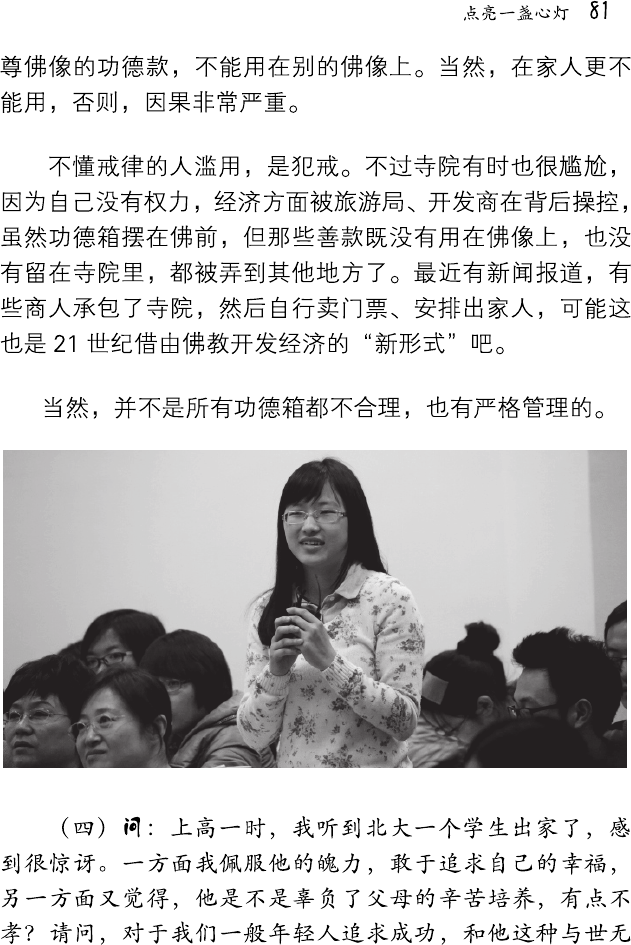 点亮一盏心灯 81
尊佛像的功德款，不能用在别的佛像上。当然，在家人更不
能用，否则，因果非常严重。
不懂戒律的人滥用，是犯戒。不过寺院有时也很尴尬，
因为自己没有权力，经济方面被旅游局、开发商在背后操控，
虽然功德箱摆在佛前，但那些善款既没有用在佛像上，也没
有留在寺院里，都被弄到其他地方了。最近有新闻报道，有
些商人承包了寺院，然后自行卖门票、安排出家人，可能这
也是 21 世纪借由佛教开发经济的“新形式”吧。
当然，并不是所有功德箱都不合理，也有严格管理的。
（四）问：上高一时，我听到北大一个学生出家了，感
到很惊讶。一方面我佩服他的魄力，敢于追求自己的幸福，
另一方面又觉得，他是不是辜负了父母的辛苦培养，有点不
孝？请问，对于我们一般年轻人追求成功，和他这种与世无